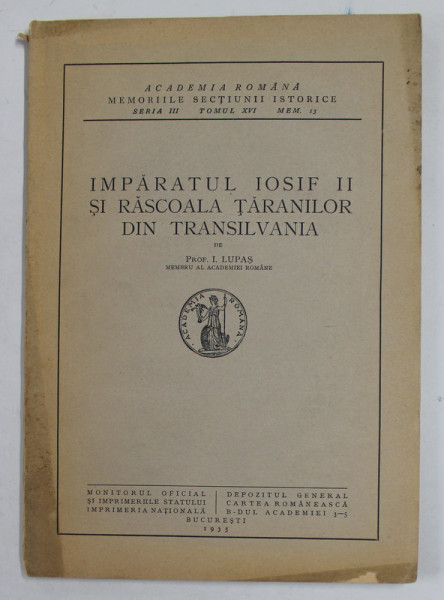 ACADEMIA ROMÂNĂ
MEMORIILE SECȚIUNII ISTORICE
SERIA III TOMUL XVI MEM. 13
IMPĂRATUL IOSIF II
ȘI RĂSCOALA ȚĂRANILOR
DIN TRANSILVANIA
DE
PROF. I. LUPAȘ
MEMBRU AL ACADEMIEI ROMÂNE
ACADEMIA ROMÂNĂ
MONITORUL OFICIAL
ȘI IMPRIMERIILE STATULUI
IMPRIMERIA NAȚIONALĂ
DEPOZITUL GENERAL
CARTEA ROMÂNEASCĂ
B-DUL ACADEMIEI 3—5
BUCUREȘTI
1935